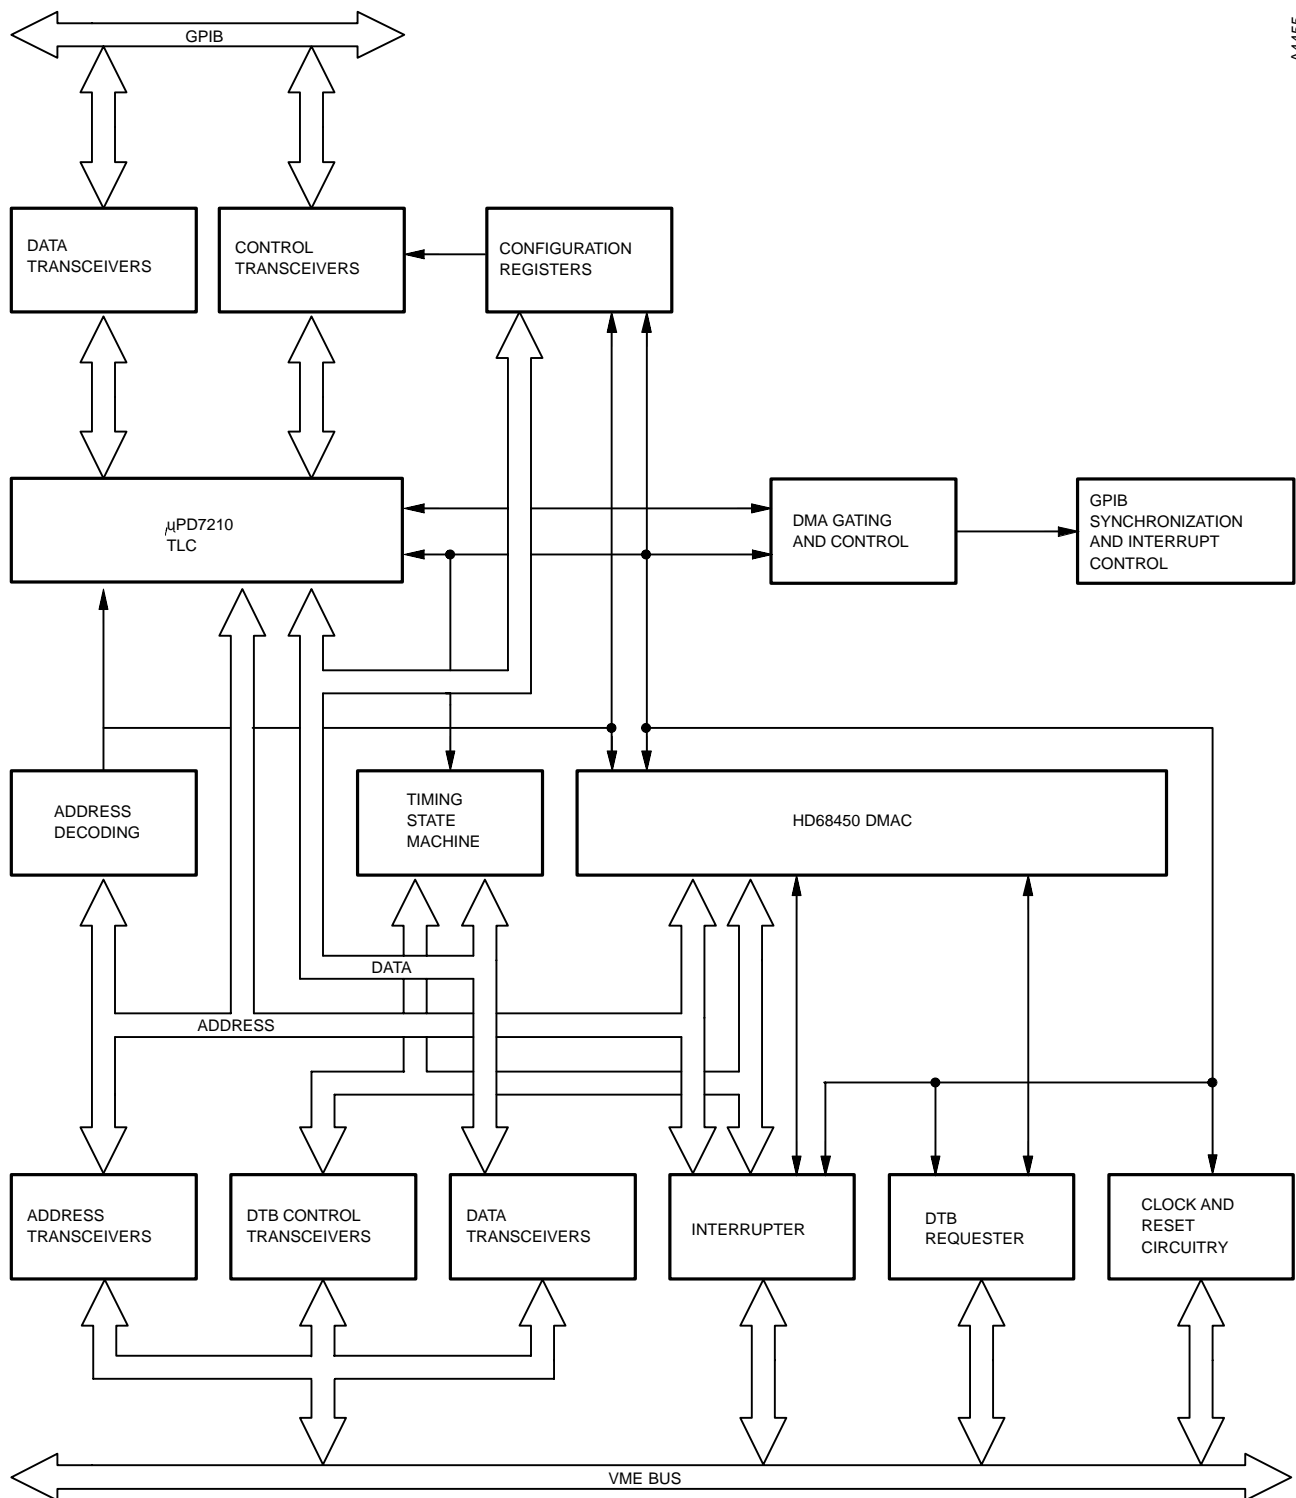 GPIB
A4455
DATA
TRANSCEIVERS
CONTROL
TRANSCEIVERS
CONFIGURATION
REGISTERS
µPD7210
TLC
DMA GATING
AND CONTROL
GPIB
SYNCHRONIZATION
AND INTERRUPT
CONTROL
ADDRESS
DECODING
TIMING
STATE
MACHINE
HD68450 DMAC
DATA
ADDRESS
ADDRESS
TRANSCEIVERS
DTB CONTROL
TRANSCEIVERS
DATA
TRANSCEIVERS
INTERRUPTER
DTB
REQUESTER
CLOCK AND
RESET
CIRCUITRY
VME BUS